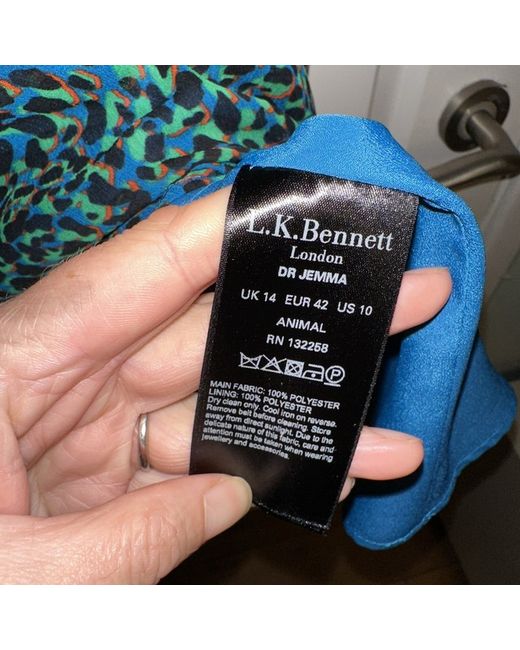 L.K.Bennett
London
DR JEMMA
UK 14 EUR 42 US 10
ANIMAL
RN 132258
P
MAIN FABRIC: 100% POLYESTER
LINING: 100% POLYESTER
Dry clean only. Cool iron on reverse.
Remove belt before cleaning. Store
away from direct sunlight. Due to the
delicate nature of this fabric, care and
attention must be taken when wearing
jewellery and accessories.